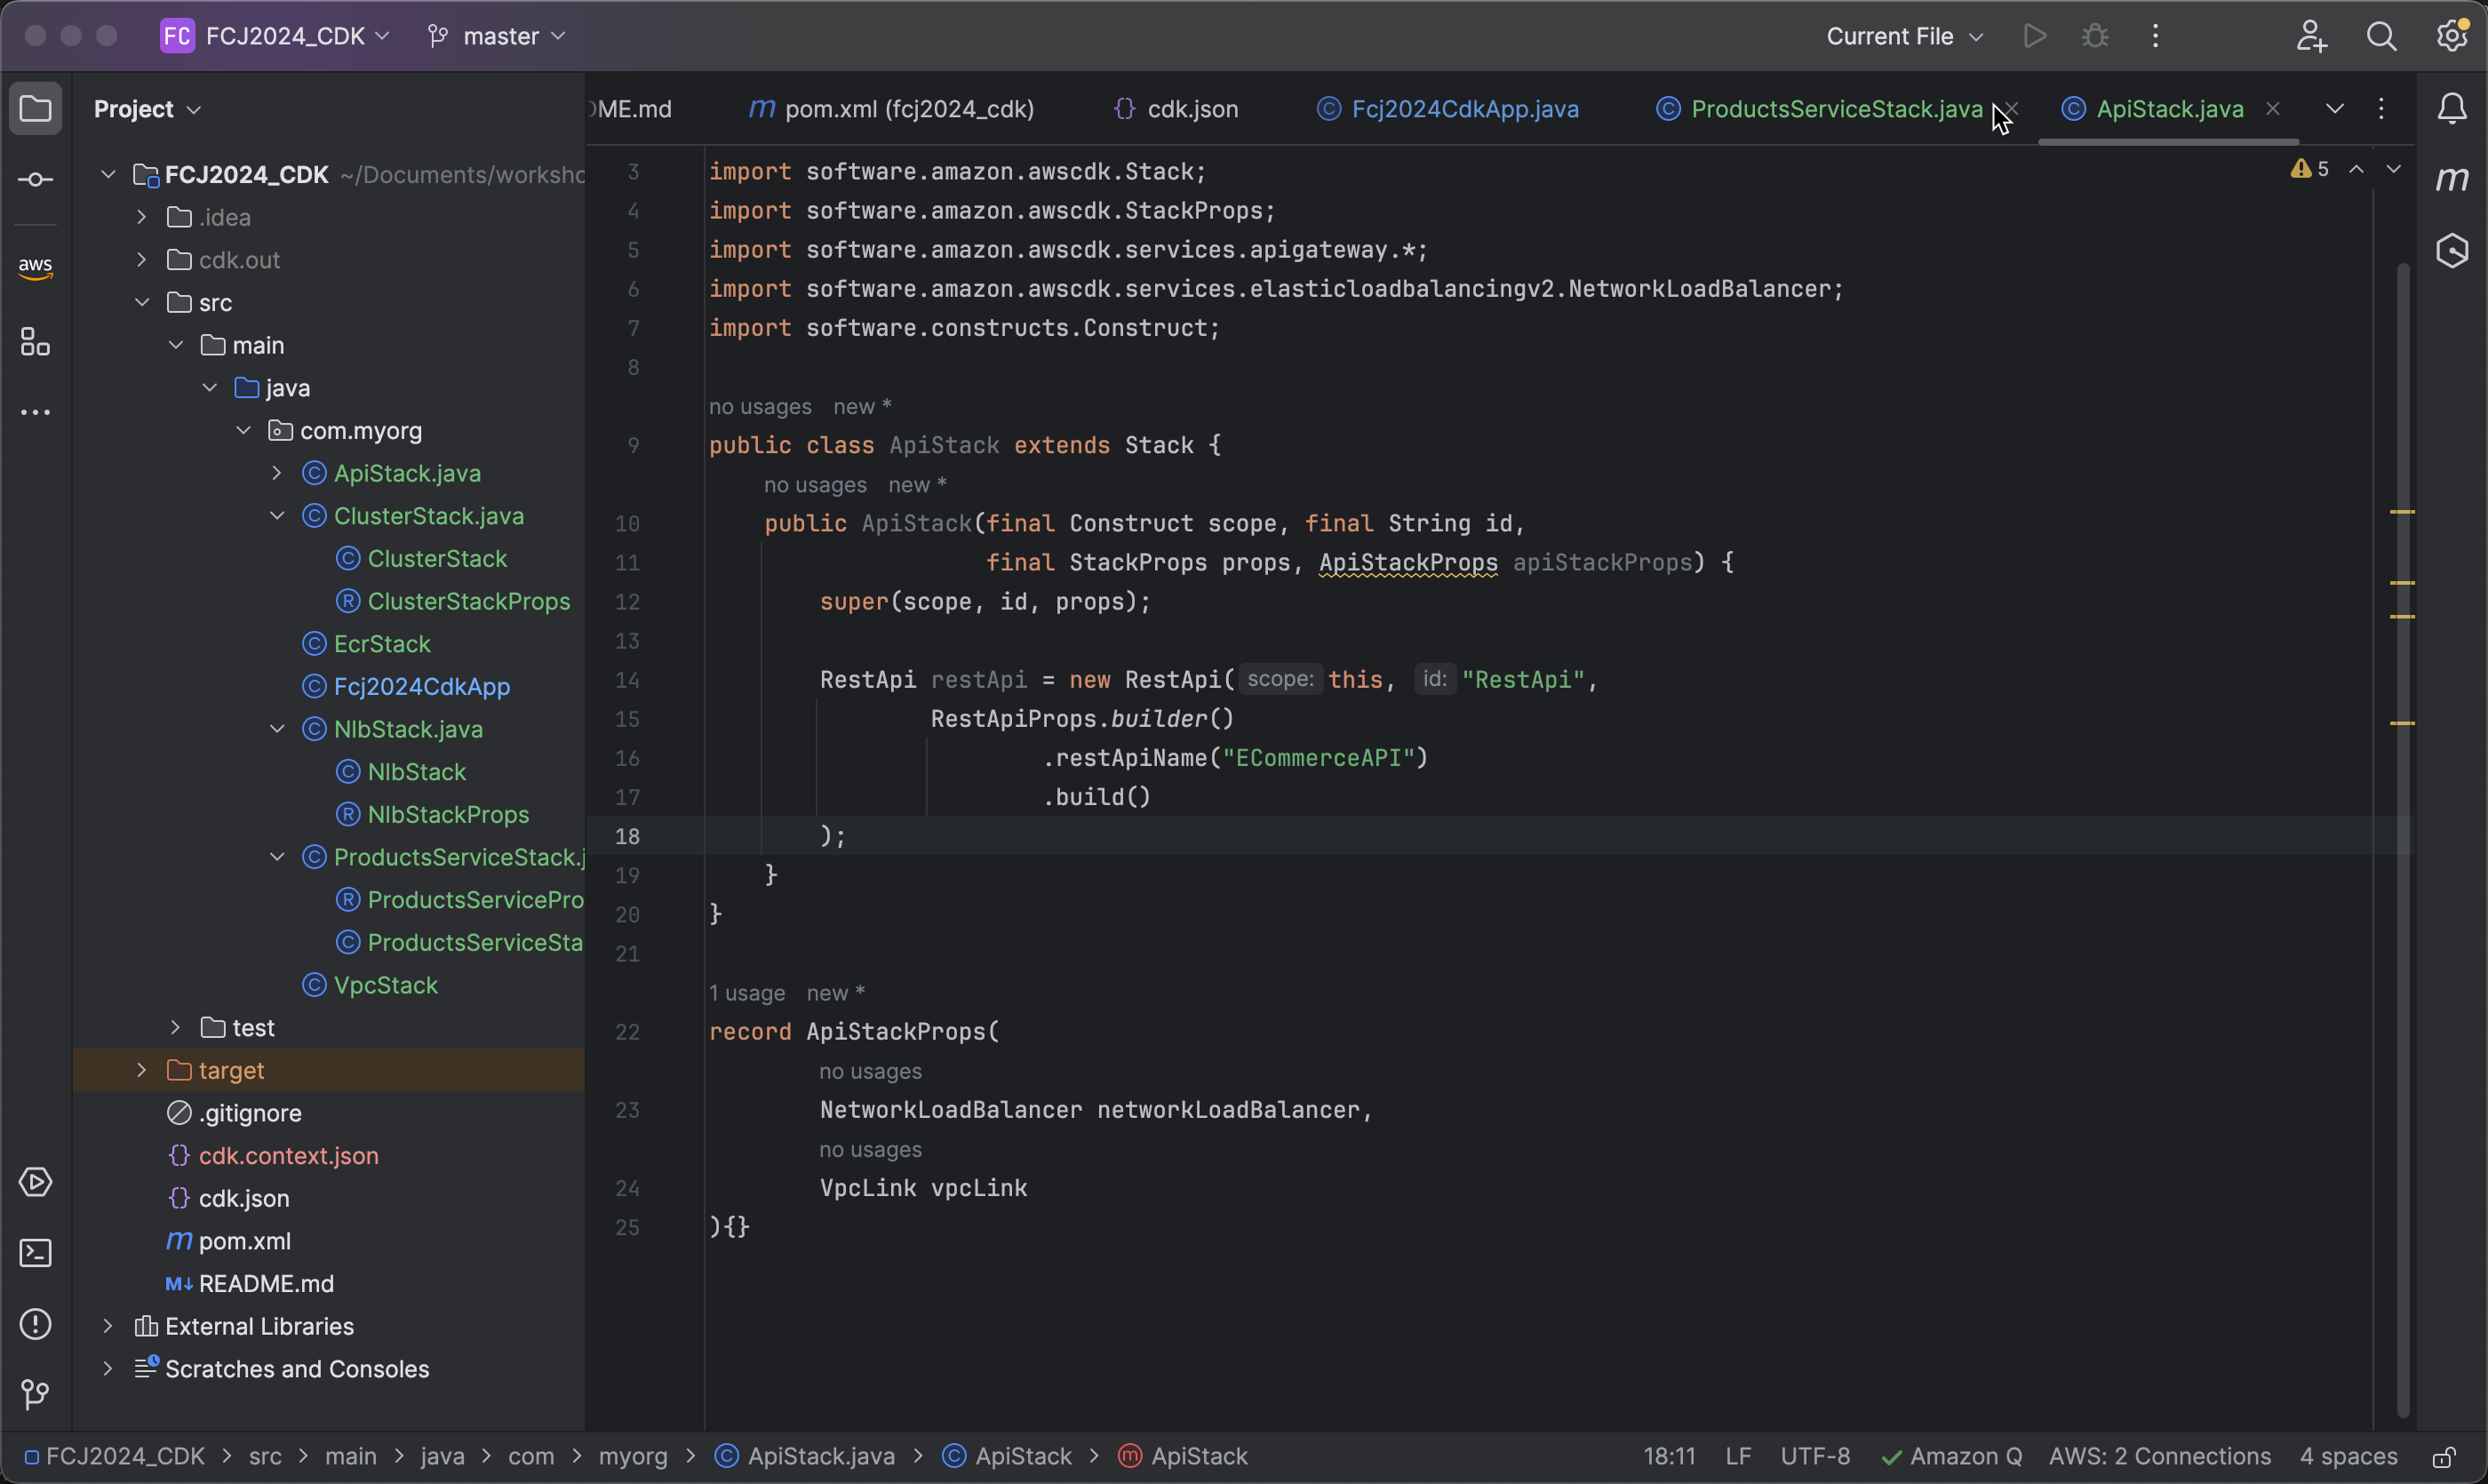 FC FCJ2024_CDK master Current File
Project
DME.md pom.xml (fcj2024_cdk) cdk.json Fcj2024CdkApp.java ProductsServiceStack.java ApiStack.java
aws
FCJ2024_CDK ~/Documents/worksho
.idea
cdk.out
src
main
java
com.myorg
ApiStack.java
ClusterStack.java
ClusterStack
ClusterStackProps
EcrStack
Fcj2024CdkApp
NlbStack.java
NlbStack
NlbStackProps
ProductsServiceStack.j
ProductsServicePro
ProductsServiceSta
VpcStack
test
target
.gitignore
cdk.context.json
cdk.json
pom.xml
README.md
External Libraries
Scratches and Consoles
5
3 import software.amazon.awscdk.Stack;
4 import software.amazon.awscdk.StackProps;
5 import software.amazon.awscdk.services.apigateway.*;
6 import software.amazon.awscdk.services.elasticloadbalancingv2.NetworkLoadBalancer;
7 import software.constructs.Construct;
8
no usages new *
9 public class ApiStack extends Stack {
no usages new *
10 public ApiStack(final Construct scope, final String id,
11 final StackProps props, ApiStackProps apiStackProps) {
12 super(scope, id, props);
13
14 RestApi restApi = new RestApi( scope: this, id: "RestApi",
15 RestApiProps.builder()
16 .restApiName("ECommerceAPI")
17 .build()
18 );
19 }
20 }
21
1 usage new *
22 record ApiStackProps(
no usages
23 NetworkLoadBalancer networkLoadBalancer,
no usages
24 VpcLink vpcLink
25 ){}
FCJ2024_CDK > src > main > java > com > myorg > ApiStack.java > ApiStack > ApiStack 18:11 LF UTF-8 Amazon Q AWS: 2 Connections 4 spaces